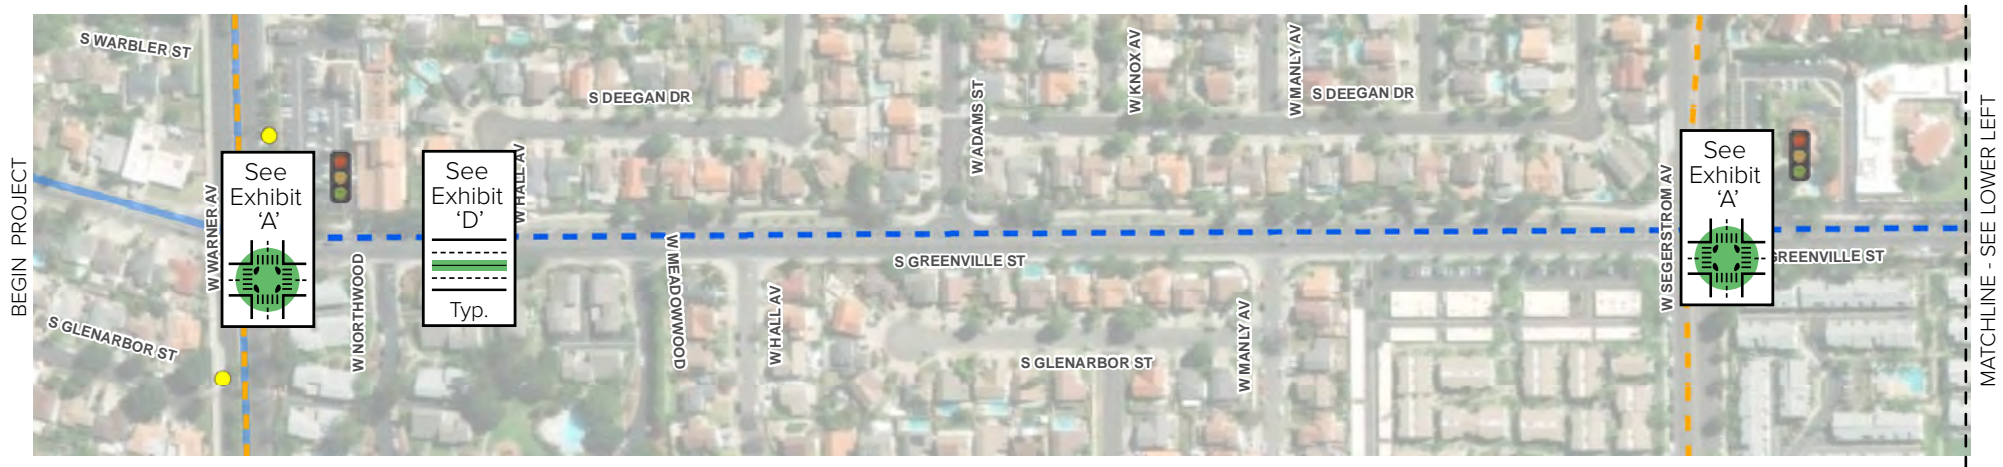 BEGIN PROJECT
S WARBLER ST
S GLENARBOR ST
W WARNER AV
See
Exhibit
‘A’
W NORTHWOOD
See
Exhibit
‘D’
Typ.
W HALL AV
S DEEGAN DR
W MEADOWWOOD
W HALL AV
S GREENVILLE ST
W ADAMS ST
S GLENARBOR ST
W KNOX AV
W MANLY AV
W MANLY AV
S DEEGAN DR
W SEGERSTROM AV
See
Exhibit
‘A’
GREENVILLE ST
MATCHLINE - SEE LOWER LEFT